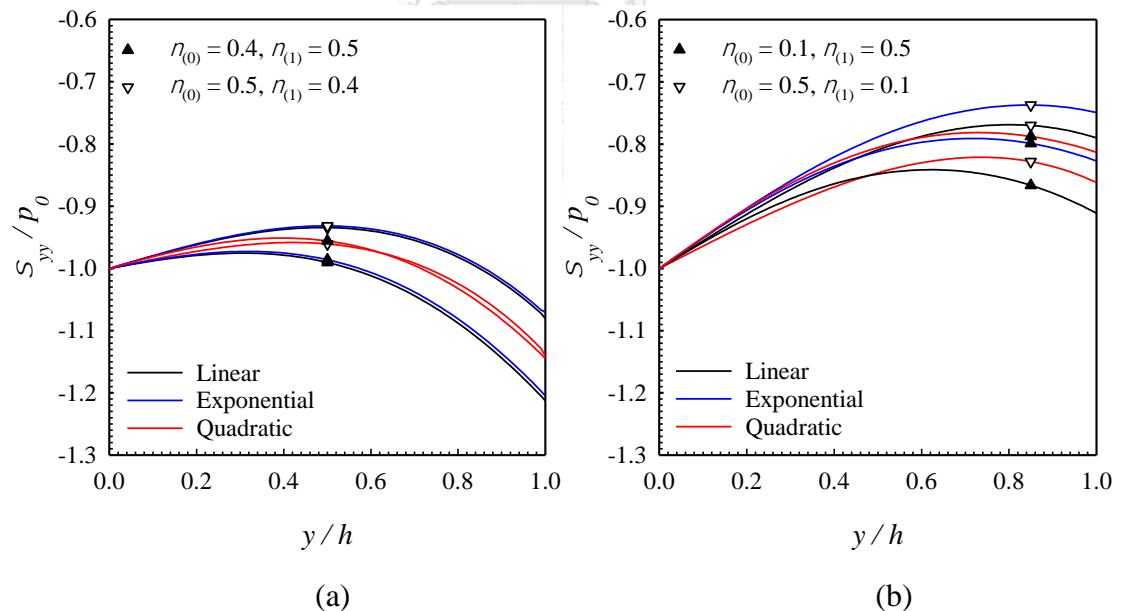 -0.6
-0.7
-0.8
-0.9
-1.0
-1.1
-1.2
-1.3
s_yy / p_0
n_(0) = 0.4, n_(1) = 0.5
n_(0) = 0.5, n_(1) = 0.4
Linear
Exponential
Quadratic
0.0 0.2 0.4 0.6 0.8 1.0
y / h
(a)
-0.6
-0.7
-0.8
-0.9
-1.0
-1.1
-1.2
-1.3
s_yy / p_0
n_(0) = 0.1, n_(1) = 0.5
n_(0) = 0.5, n_(1) = 0.1
Linear
Exponential
Quadratic
0.0 0.2 0.4 0.6 0.8 1.0
y / h
(b)